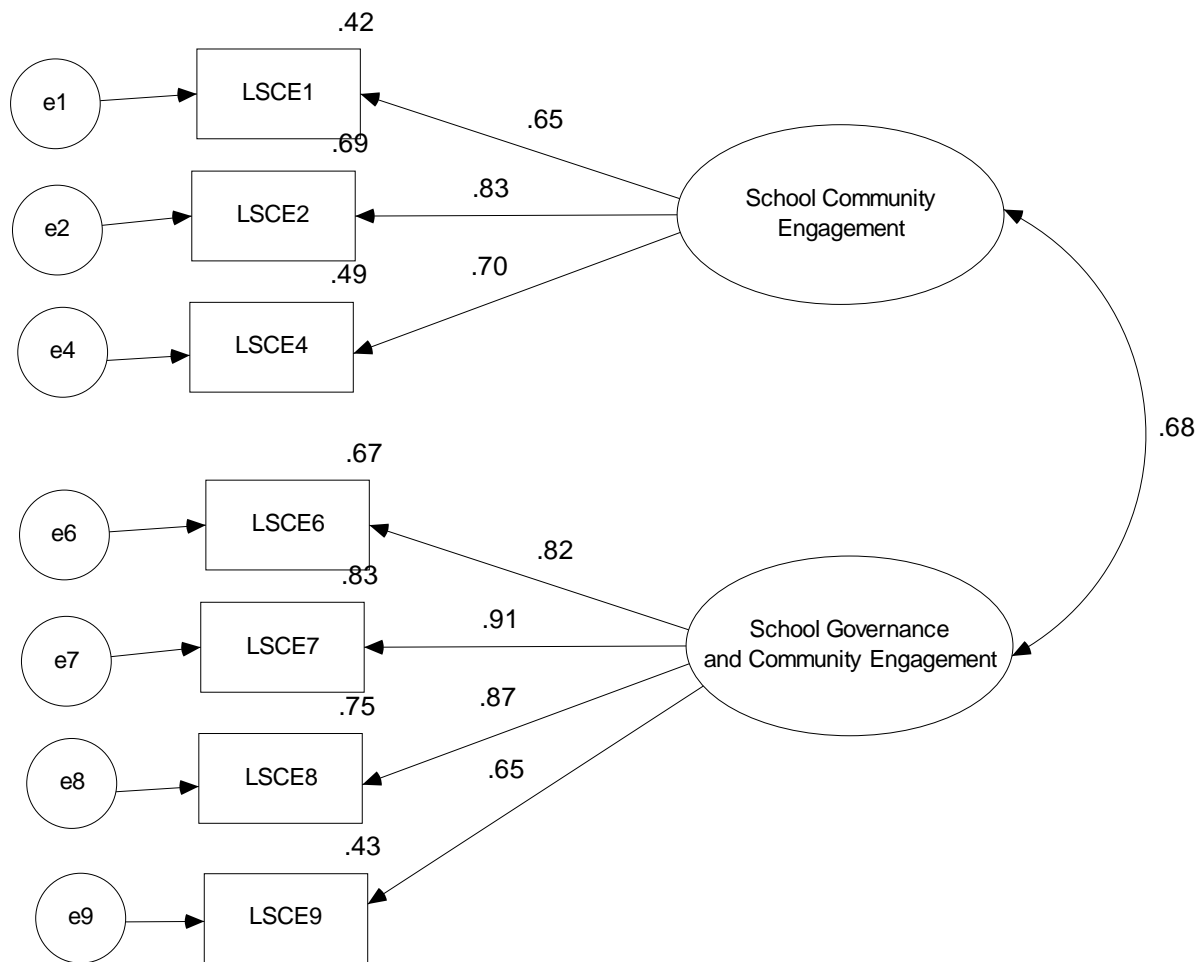 .42
e1
LSCE1
.65
.69
e2
LSCE2
.83
School Community
Engagement
.49
.70
e4
LSCE4
.68
.67
e6
LSCE6
.82
.83
e7
LSCE7
.91
School Governance
and Community Engagement
.75
.87
e8
LSCE8
.65
.43
e9
LSCE9